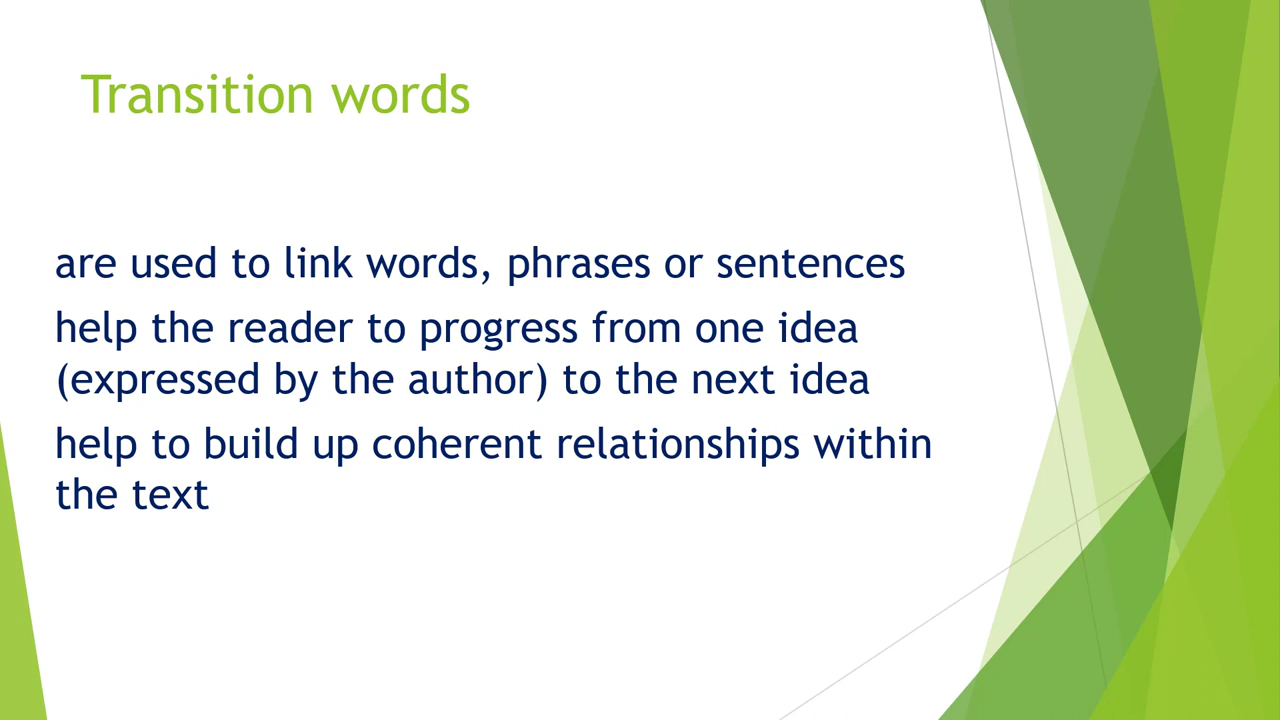 Transition words
are used to link words, phrases or sentences
help the reader to progress from one idea
(expressed by the author) to the next idea
help to build up coherent relationships within
the text